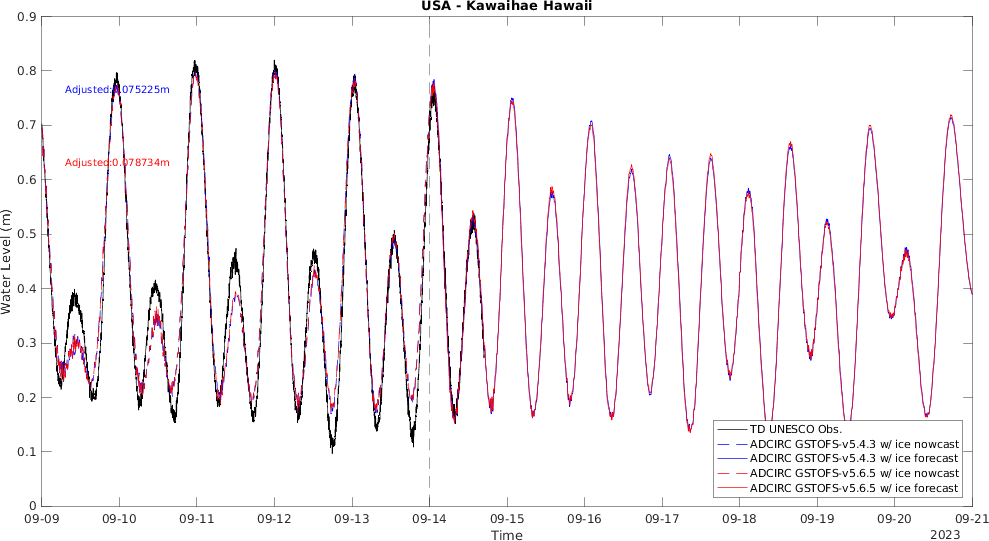 USA - Kawaihae Hawaii
0.9
0.8
0.7
0.6
0.5
0.4
0.3
0.2
0.1
0
Water Level (m)
Adjusted:0.075225m
Adjusted:0.078734m
TD UNESCO Obs.
ADCIRC GSTOFS-v5.4.3 w/ ice nowcast
ADCIRC GSTOFS-v5.4.3 w/ ice forecast
ADCIRC GSTOFS-v5.6.5 w/ ice nowcast
ADCIRC GSTOFS-v5.6.5 w/ ice forecast
09-09 09-10 09-11 09-12 09-13 09-14 09-15 09-16 09-17 09-18 09-19 09-20 09-21
Time
2023